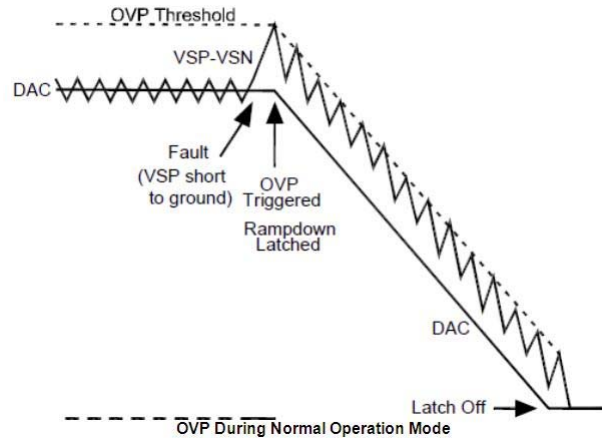 OVP Threshold
VSP-VSN
DAC
Fault
(VSP short
to ground)
OVP
Triggered
Rampdown
Latched
DAC
Latch Off
OVP During Normal Operation Mode